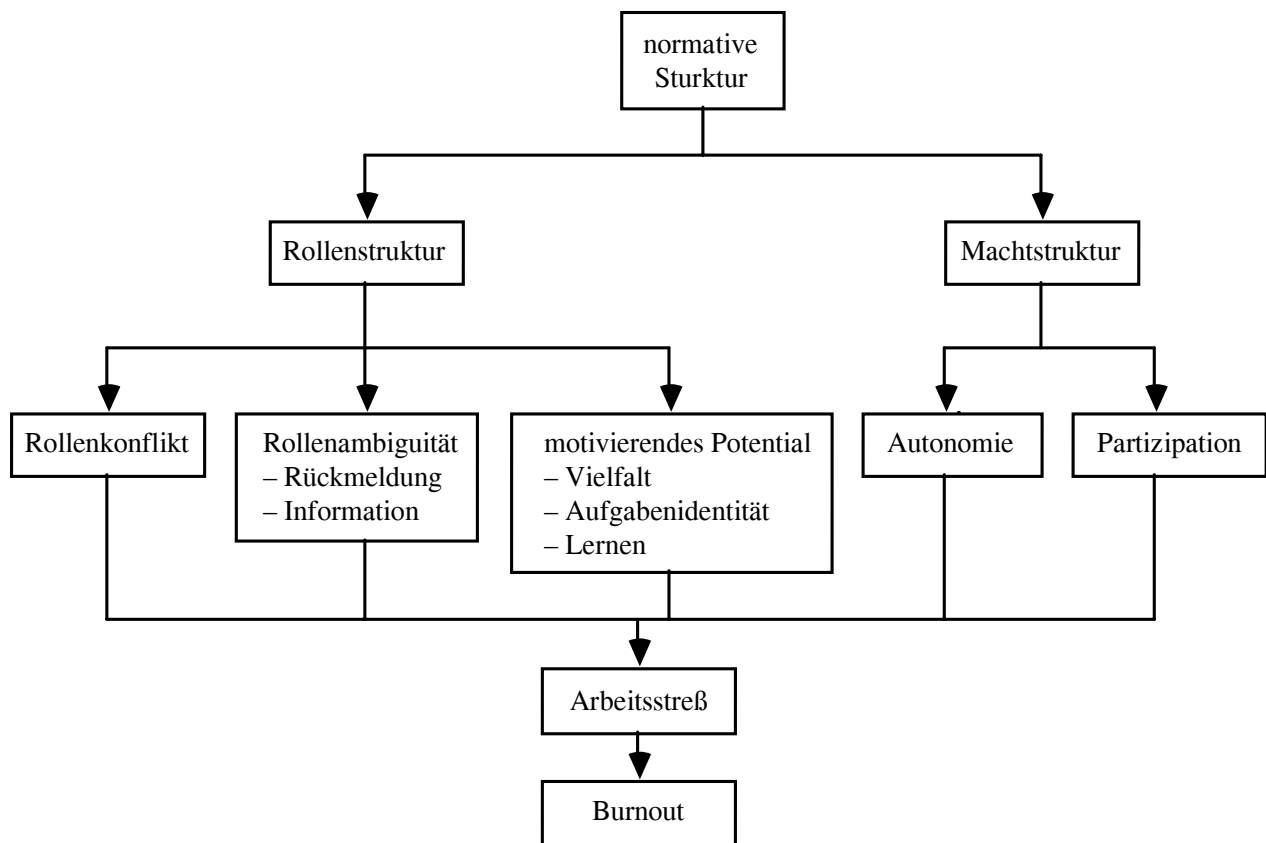 normative
Sturktur
Rollenstruktur
Machtstruktur
Rollenkonflikt
Rollenambiguität
– Rückmeldung
– Information
motivierendes Potential
– Vielfalt
– Aufgabenidentität
– Lernen
Autonomie
Partizipation
Arbeitsstreß
Burnout